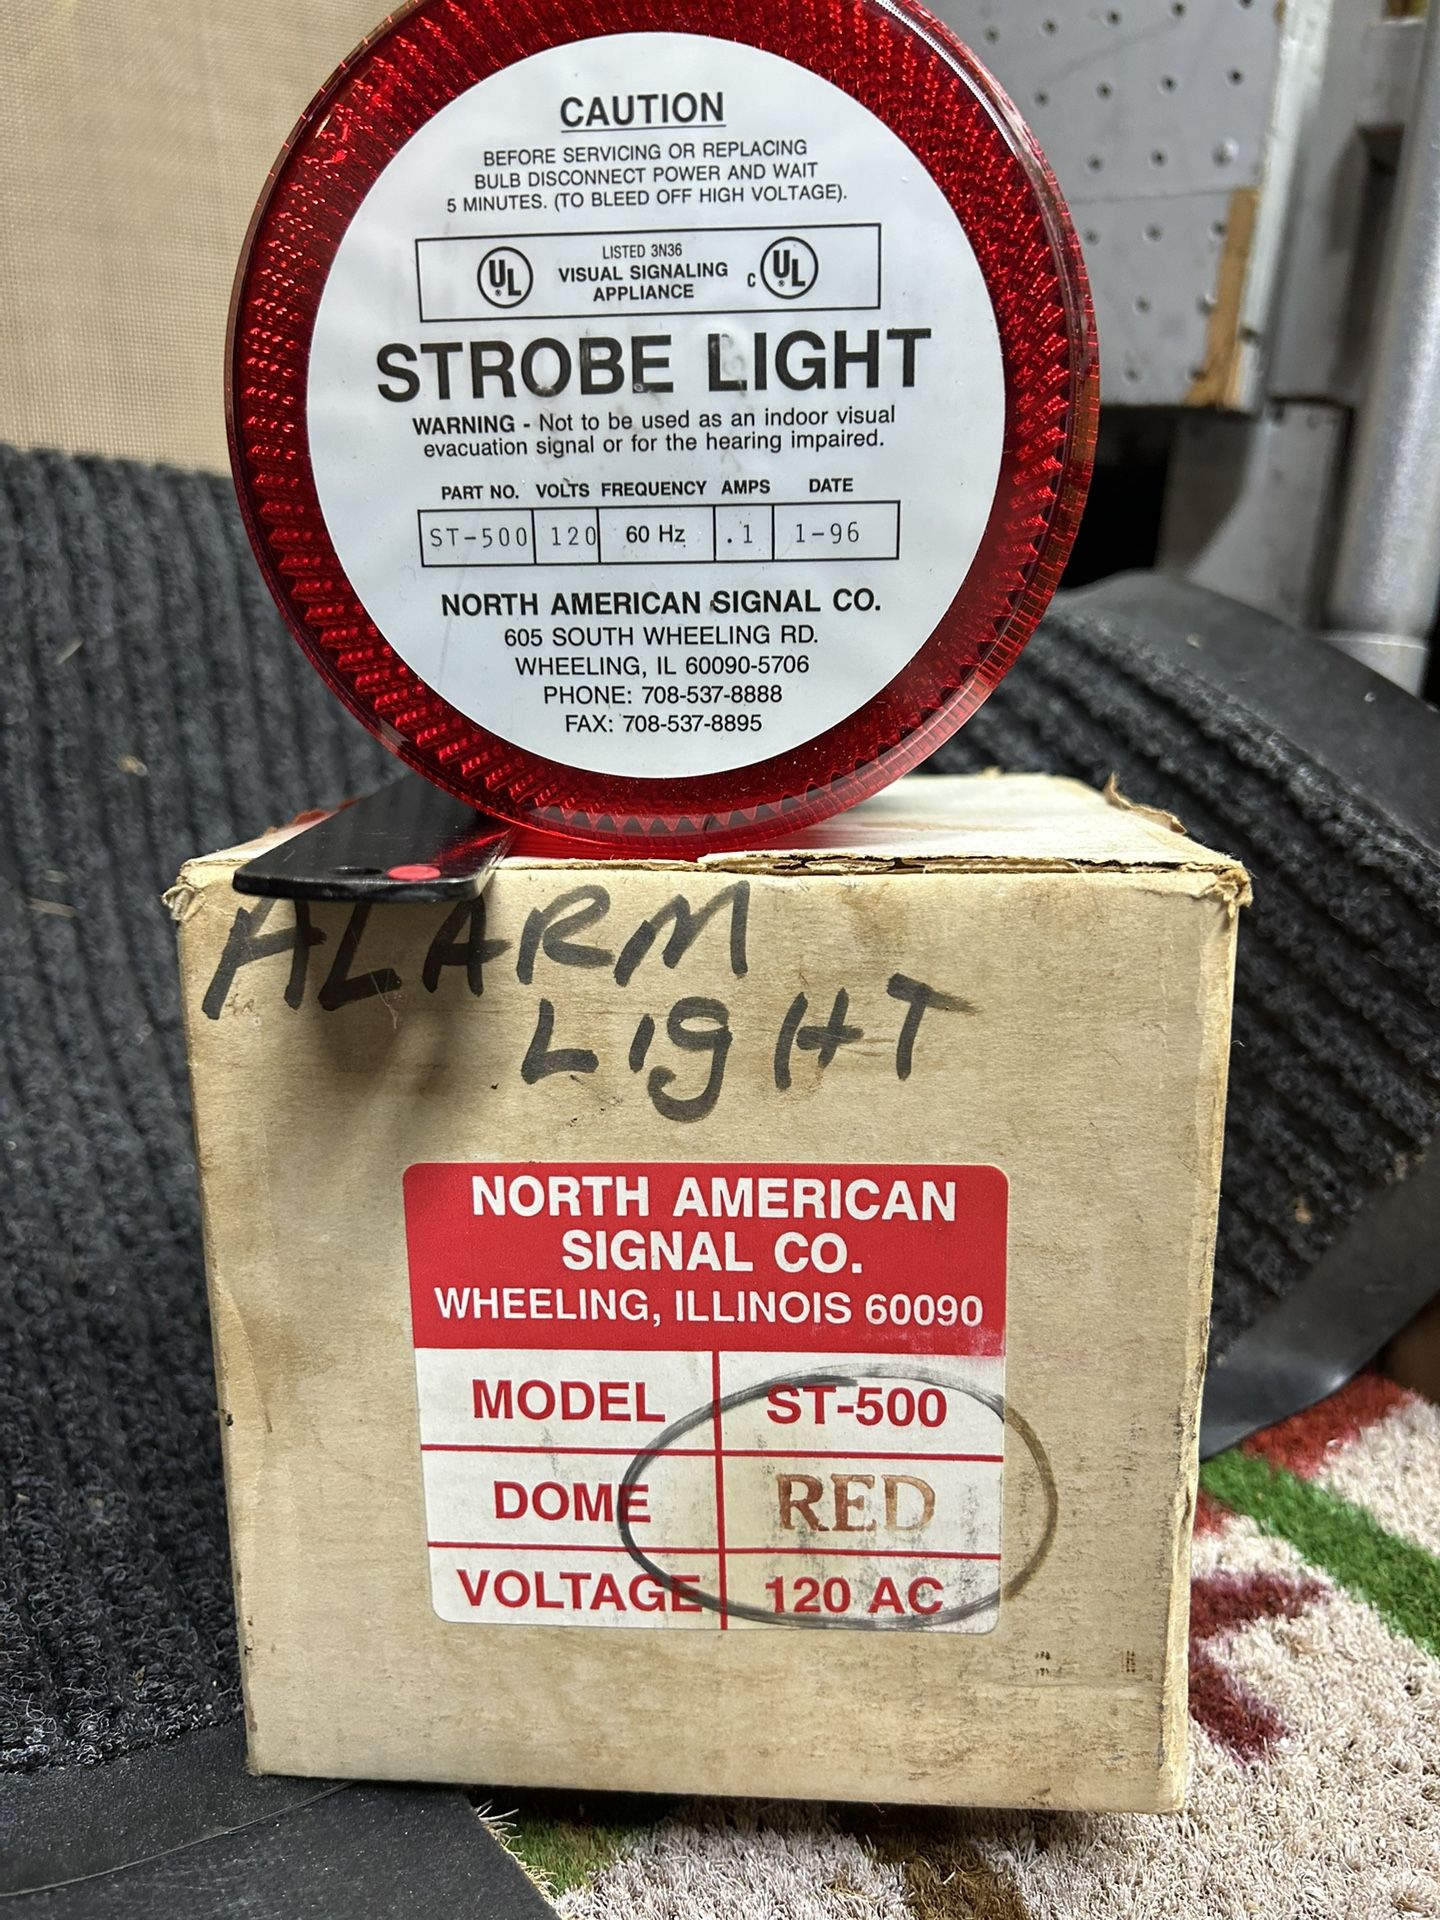 CAUTION
BEFORE SERVICING OR REPLACING
BULB DISCONNECT POWER AND WAIT
5 MINUTES. (TO BLEED OFF HIGH VOLTAGE).
UL LISTED 3N36 C UL
VISUAL SIGNALING
APPLIANCE
STROBE LIGHT
WARNING - Not to be used as an indoor visual
evacuation signal or for the hearing impaired.
PART NO. VOLTS FREQUENCY AMPS DATE
ST-500 120 60 Hz .1 1-96
NORTH AMERICAN SIGNAL CO.
605 SOUTH WHEELING RD.
WHEELING, IL 60090-5706
PHONE: 708-537-8888
FAX: 708-537-8895
ALARM
LIgHT
NORTH AMERICAN
SIGNAL CO.
WHEELING, ILLINOIS 60090
MODEL ST-500
DOME RED
VOLTAGE 120 AC